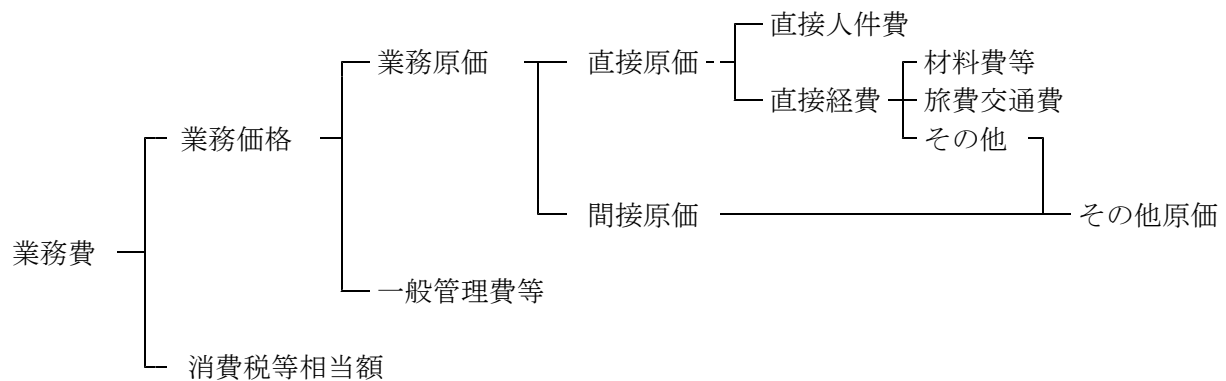 直接人件費
業務原価 直接原価 材料費等
直接経費 旅費交通費
業務価格 その他
間接原価 その他原価
業務費
一般管理費等
消費税等相当額